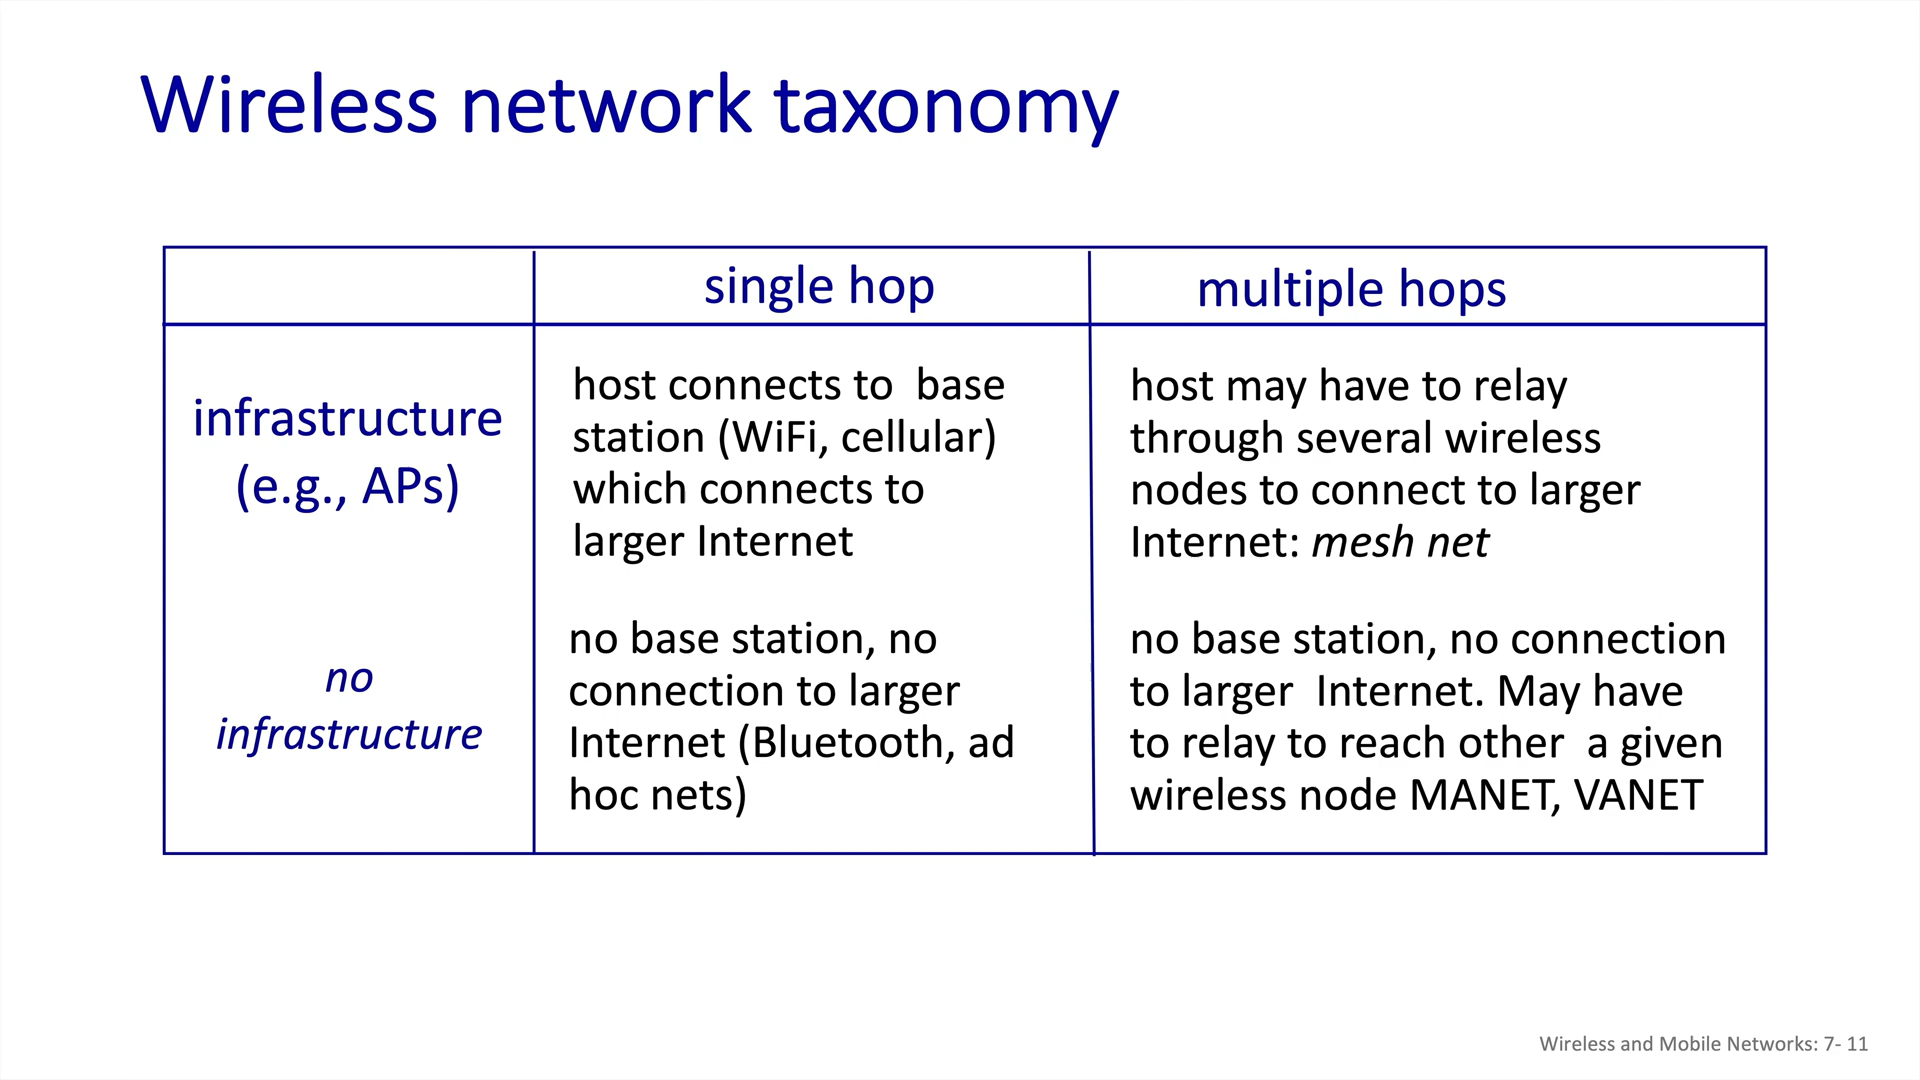 Wireless network taxonomy
single hop
multiple hops
infrastructure
(e.g., APs)
host connects to  base
station (WiFi, cellular)
which connects to
larger Internet
host may have to relay
through several wireless
nodes to connect to larger
Internet: mesh net
no
infrastructure
no base station, no
connection to larger
Internet (Bluetooth, ad
hoc nets)
no base station, no connection
to larger  Internet. May have
to relay to reach other  a given
wireless node MANET, VANET
Wireless and Mobile Networks: 7- 11